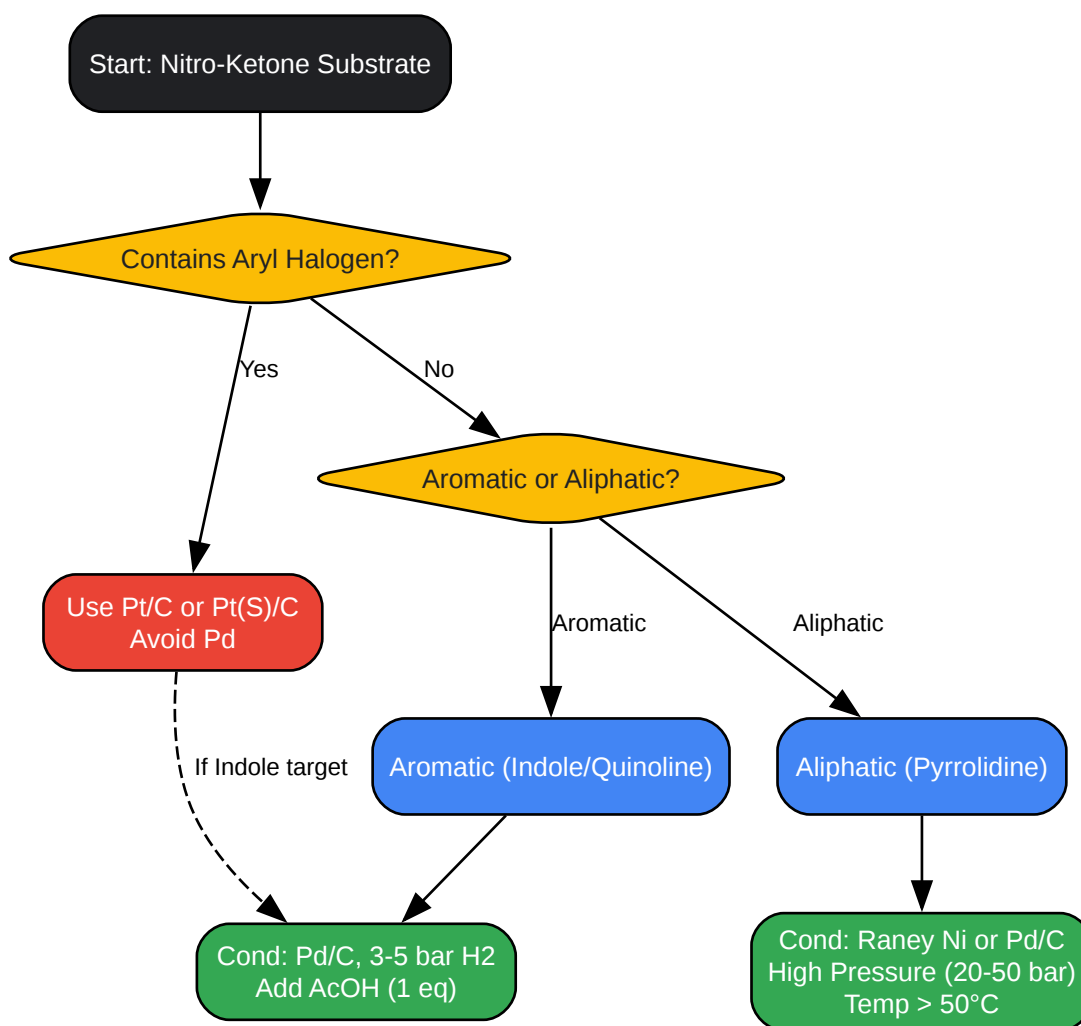 Start: Nitro-Ketone Substrate
Contains Aryl Halogen?
Yes
No
Aromatic or Aliphatic?
Use Pt/C or Pt(S)/C
Avoid Pd
Aromatic
Aliphatic
If Indole target
Aromatic (Indole/Quinoline)
Aliphatic (Pyrrolidine)
Cond: Pd/C, 3-5 bar H2
Add AcOH (1 eq)
Cond: Raney Ni or Pd/C
High Pressure (20-50 bar)
Temp > 50°C